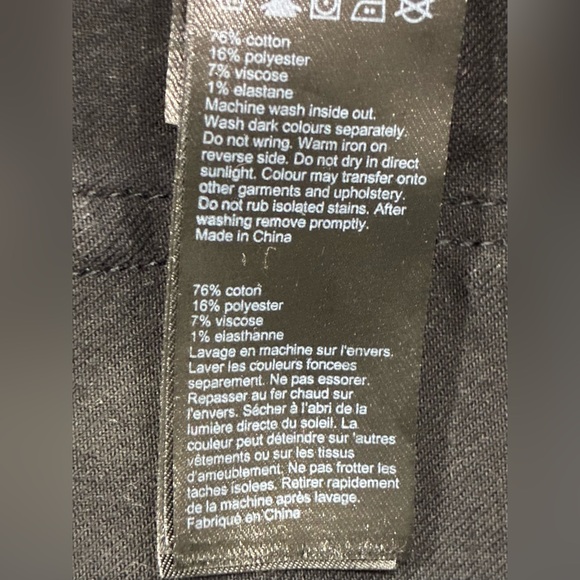 76% cotton
16% polyester
7% viscose
1% elastane
Machine wash inside out.
Wash dark colours separately.
Do not wring. Warm iron on
reverse side. Do not dry in direct
sunlight. Colour may transfer onto
other garments and upholstery.
Do not rub isolated stains. After
washing remove promptly.
Made in China
76% coton
16% polyester
7% viscose
1% elasthanne
Lavage en machine sur l'envers.
Laver les couleurs foncees
separement. Ne pas essorer.
Repasser au fer chaud sur
l'envers. Sécher à l'abri de la
lumière directe du soleil. La
couleur peut déteindre sur 'autres
vêtements ou sur les tissus
d'ameublement. Ne pas frotter les
taches isolees. Retirer rapidement
de la machine après lavage.
Fabriqué en China